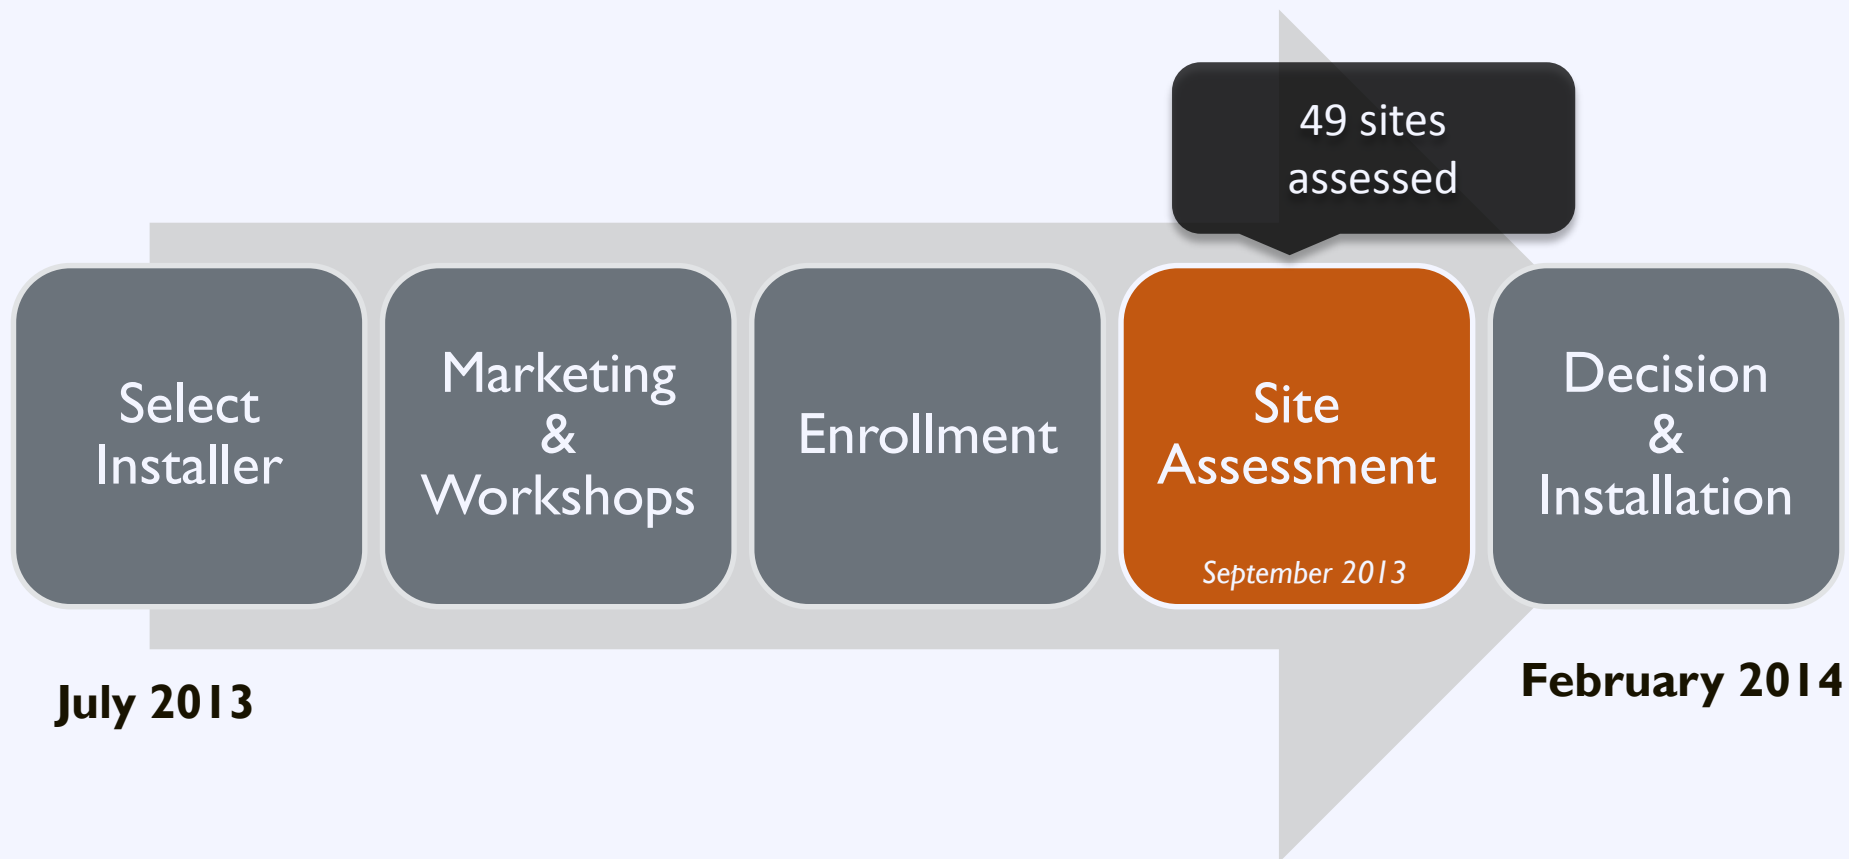 49 sites
assessed
Select
Installer
Marketing
&
Workshops
Enrollment
Site
Assessment
September 2013
Decision
&
Installation
July 2013
February 2014